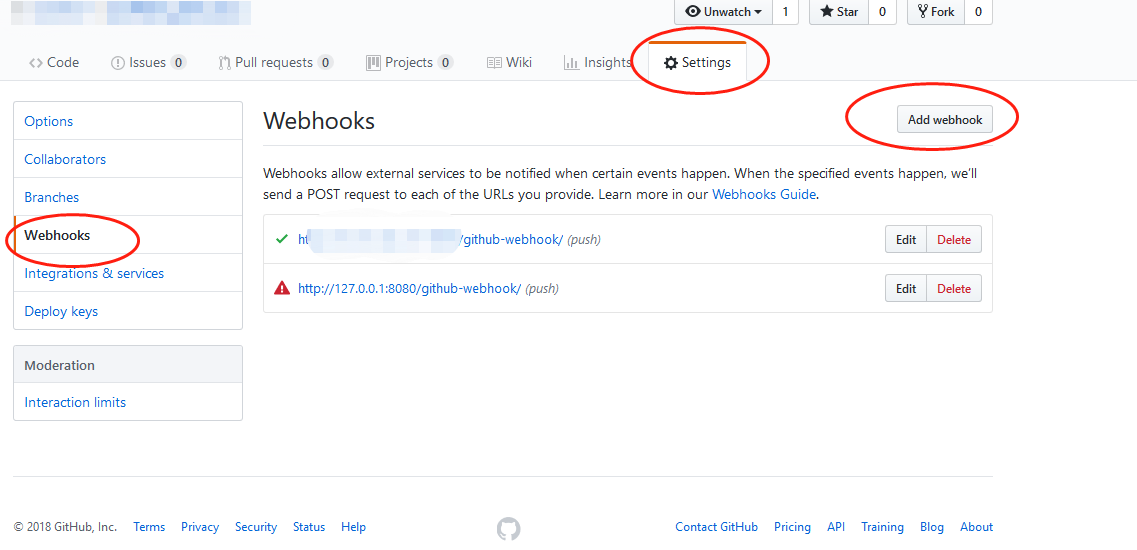 Unwatch 1 Star 0 Fork 0
Code Issues 0 Pull requests 0 Projects 0 Wiki Insights Settings
Options
Collaborators
Branches
Webhooks
Integrations & services
Deploy keys
Moderation
Interaction limits
Webhooks Add webhook
Webhooks allow external services to be notified when certain events happen. When the specified events happen, we'll
send a POST request to each of the URLs you provide. Learn more in our Webhooks Guide.
/github-webhook/ (push) Edit Delete
http://127.0.0.1:8080/github-webhook/ (push) Edit Delete
© 2018 GitHub, Inc. Terms Privacy Security Status Help Contact GitHub Pricing API Training Blog About